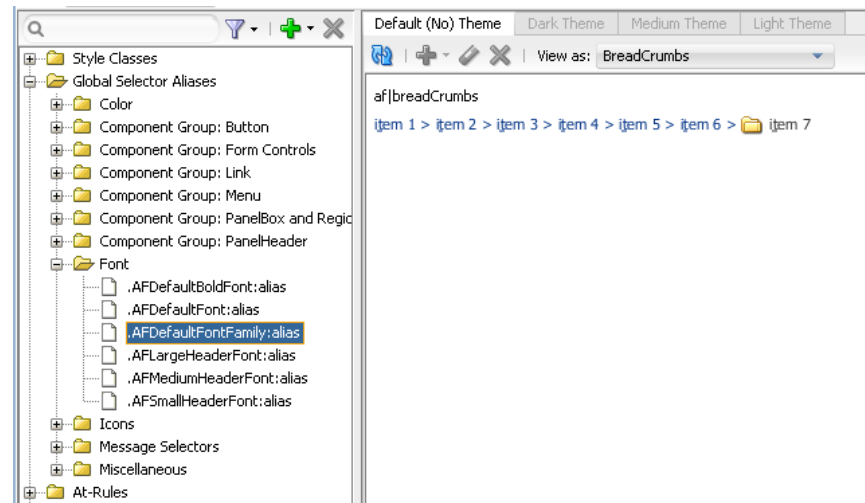 Style Classes
Global Selector Aliases
Color
Component Group: Button
Component Group: Form Controls
Component Group: Link
Component Group: Menu
Component Group: PanelBox and Regic
Component Group: PanelHeader
Font
.AFDefaultBoldFont:alias
.AFDefaultFont:alias
.AFDefaultFontFamily:alias
.AFLargeHeaderFont:alias
.AFMediumHeaderFont:alias
.AFSmallHeaderFont:alias
Icons
Message Selectors
Miscellaneous
At-Rules
Default (No) Theme Dark Theme Medium Theme Light Theme
View as: BreadCrumbs
af|breadCrumbs
item 1 > item 2 > item 3 > item 4 > item 5 > item 6 > item 7